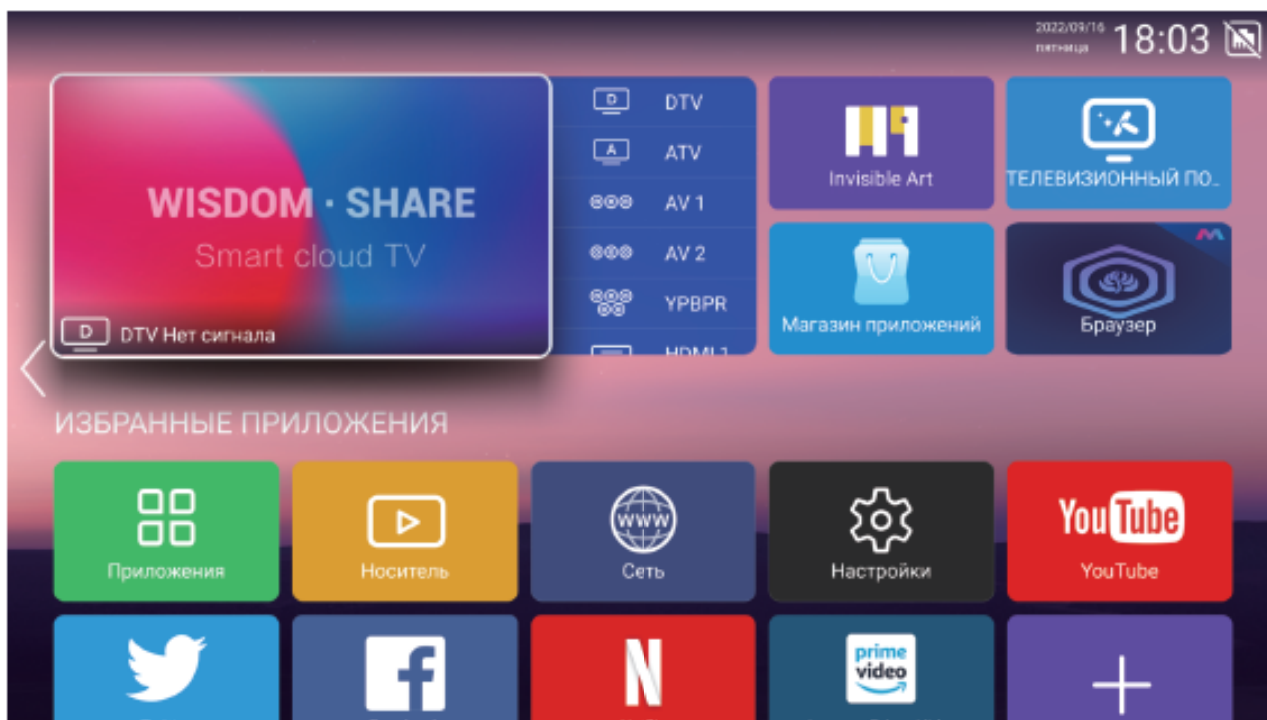 2022/09/16
пятница
18:03
WISDOM · SHARE
Smart cloud TV
D
DTV Нет сигнала
D
DTV
A
ATV
AV 1
AV 2
YPBPR
HDMI 1
Invisible Art
ТЕЛЕВИЗИОННЫЙ ПО..
Магазин приложений
Браузер
ИЗБРАННЫЕ ПРИЛОЖЕНИЯ
Приложения
Носитель
WWW
Сеть
Настройки
YouTube
YouTube
N
prime
video